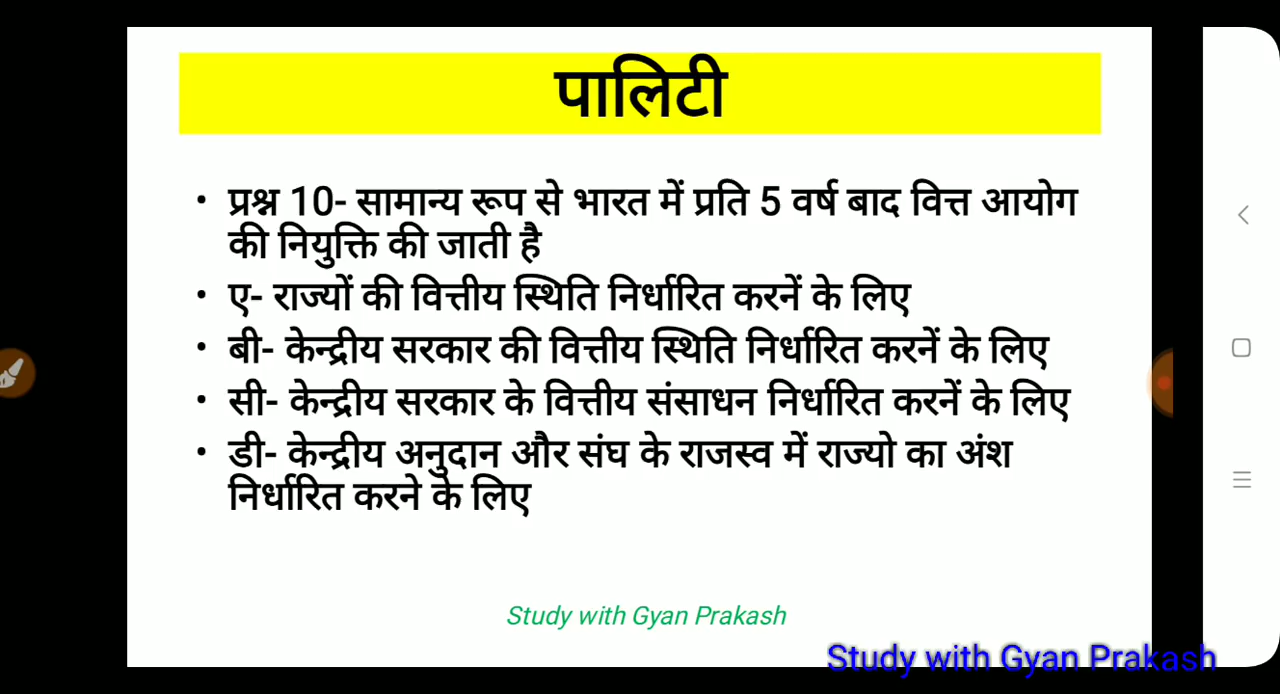 पालिटी
• प्रश्न 10- सामान्य रूप से भारत में प्रति 5 वर्ष बाद वित्त आयोग
की नियुक्ति की जाती है
• ए- राज्यों की वित्तीय स्थिति निर्धारित करनें के लिए
• बी- केन्द्रीय सरकार की वित्तीय स्थिति निर्धारित करनें के लिए
• सी- केन्द्रीय सरकार के वित्तीय संसाधन निर्धारित करनें के लिए
• डी- केन्द्रीय अनुदान और संघ के राजस्व में राज्यो का अंश
निर्धारित करने के लिए
Study with Gyan Prakash
Study with Gyan Prakash